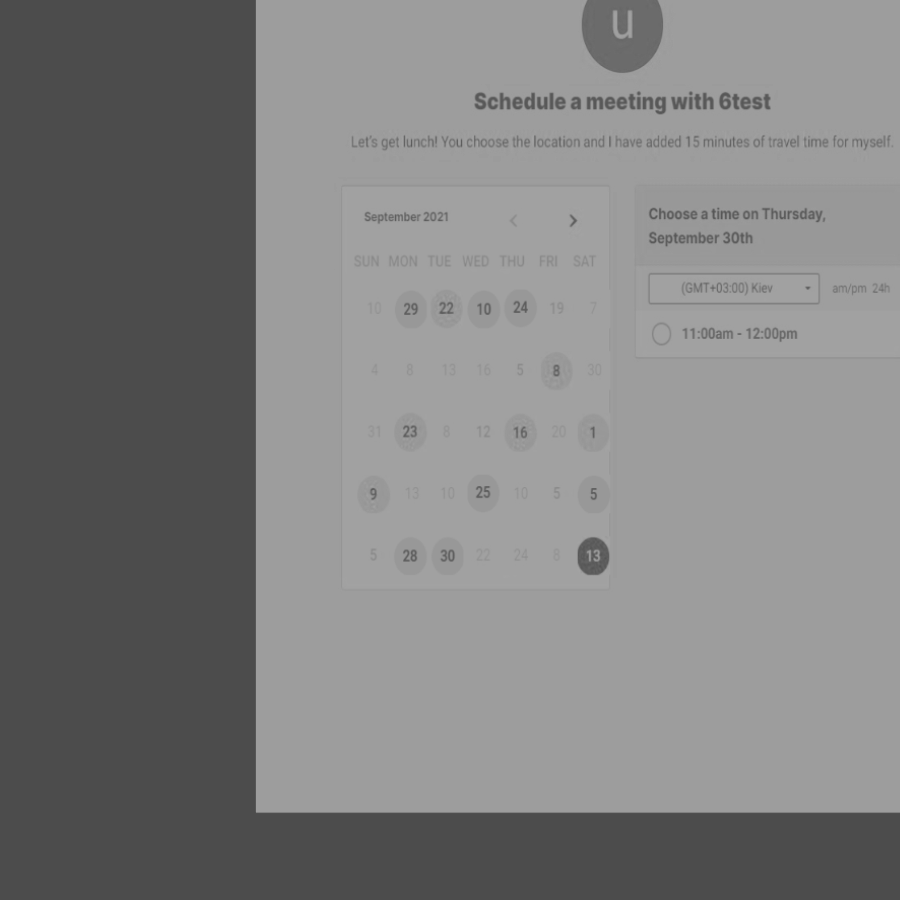 u
Schedule a meeting with 6test
Let's get lunch! You choose the location and I have added 15 minutes of travel time for myself.
September 2021
SUN MON TUE WED THU FRI SAT
10 29 22 10 24 19 7
4 8 13 16 5 8 30
31 23 8 12 16 20 1
9 13 10 25 10 5 5
5 28 30 22 24 8 13
Choose a time on Thursday,
September 30th
(GMT+03:00) Kiev am/pm 24h
11:00am - 12:00pm